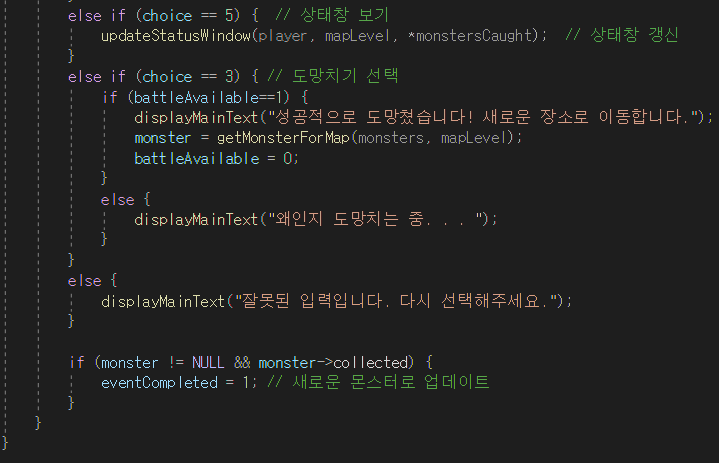 else if (choice == 5) {  // 상태창 보기
updateStatusWindow(player, mapLevel, *monstersCaught);  // 상태창 갱신
}
else if (choice == 3) { // 도망치기 선택
if (battleAvailable==1) {
displayMainText("성공적으로 도망쳤습니다! 새로운 장소로 이동합니다.");
monster = getMonsterForMap(monsters, mapLevel);
battleAvailable = 0;
}
else {
displayMainText("왜인지 도망치는 중. . . ");
}
}
else {
displayMainText("잘못된 입력입니다. 다시 선택해주세요.");
}
if (monster != NULL && monster->collected) {
eventCompleted = 1; // 새로운 몬스터로 업데이트
}
}
}